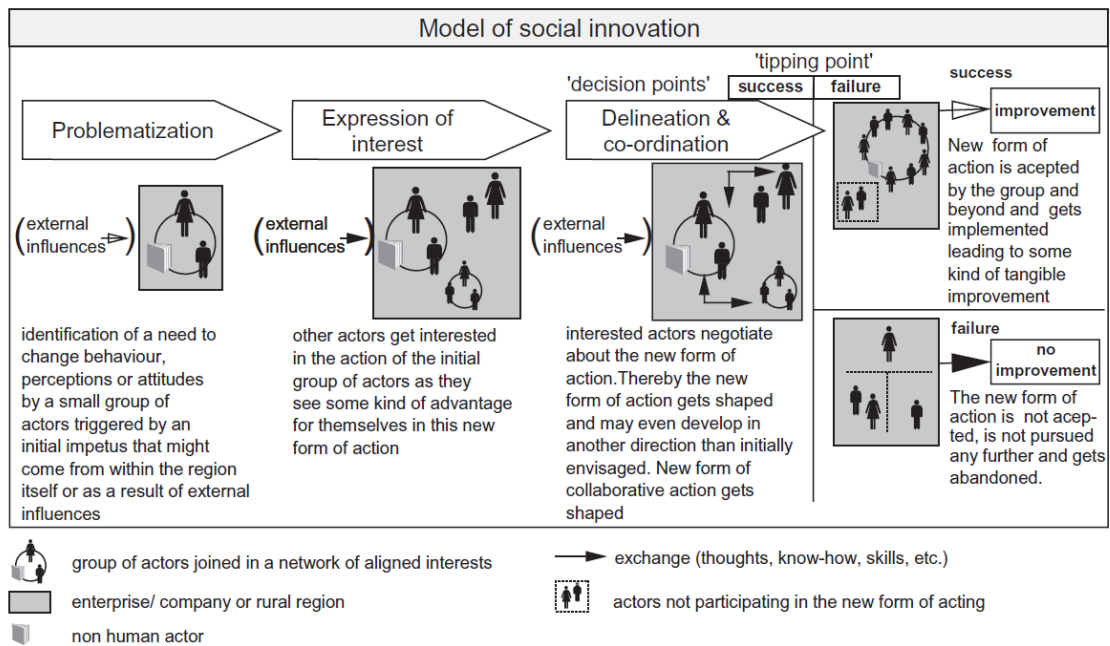 Model of social innovation
'tipping point'
'decision points'
success
failure
Problematization
Expression of
interest
Delineation &
co-ordination
(external
influences)
(external
influences)
(external
influences)
identification of a need to
change behaviour,
perceptions or attitudes
by a small group of
actors triggered by an
initial impetus that might
come from within the region
itself or as a result of external
influences
other actors get interested
in the action of the initial
group of actors as they
see some kind of advantage
for themselves in this new
form of action
interested actors negotiate
about the new form of
action.Thereby the new
form of action gets shaped
and may even develop in
another direction than initially
envisaged. New form of
collaborative action gets
shaped
success
improvement
New form of
action is acepted
by the group and
beyond and gets
implemented
leading to some
kind of tangible
improvement
failure
no
improvement
The new form of
action is not acep-
ted, is not pursued
any further and gets
abandoned.
group of actors joined in a network of aligned interests
enterprise/ company or rural region
non human actor
exchange (thoughts, know-how, skills, etc.)
actors not participating in the new form of acting